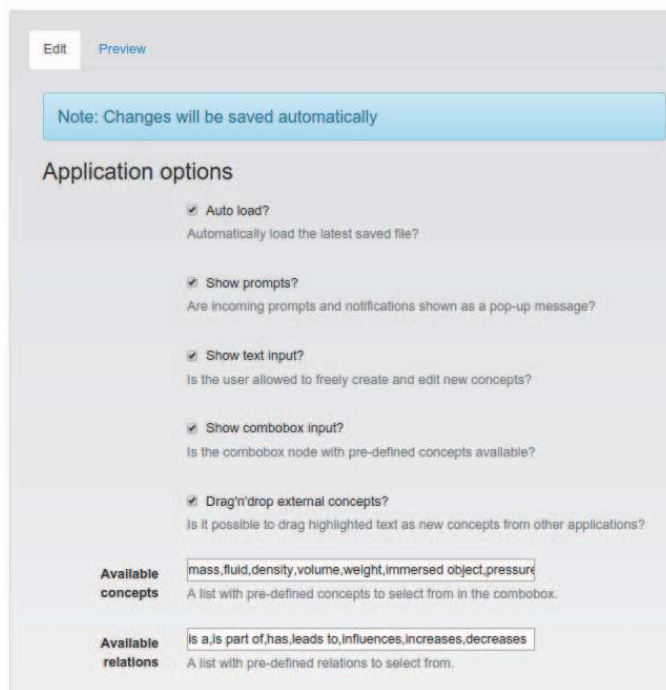 Edit Preview
Note: Changes will be saved automatically
Application options
Auto load?
Automatically load the latest saved file?
Show prompts?
Are incoming prompts and notifications shown as a pop-up message?
Show text input?
Is the user allowed to freely create and edit new concepts?
Show combobox input?
Is the combobox node with pre-defined concepts available?
Drag'n'drop external concepts?
Is it possible to drag highlighted text as new concepts from other applications?
Available concepts
mass,fluid,density,volume,weight,immersed object,pressure
A list with pre-defined concepts to select from in the combobox.
Available relations
is a,is part of,has,leads to,influences,increases,decreases
A list with pre-defined relations to select from.